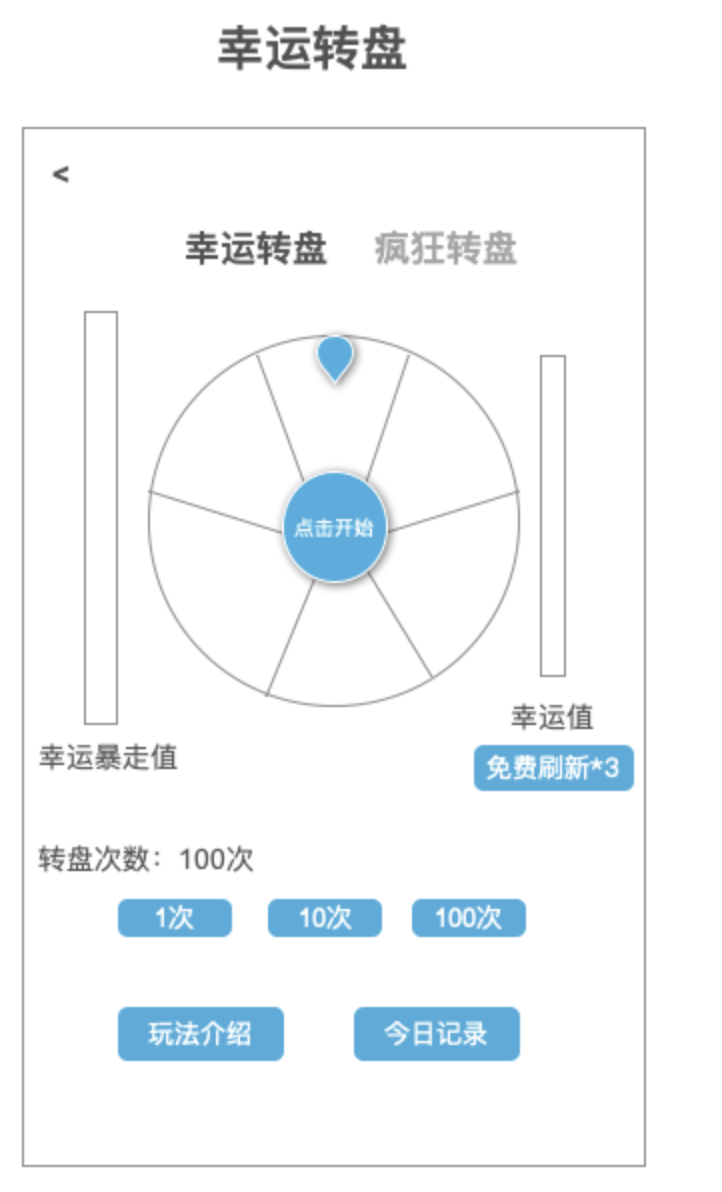 幸运转盘
<
幸运转盘 疯狂转盘
点击开始
幸运值
幸运暴走值
免费刷新*3
转盘次数：100次
1次 10次 100次
玩法介绍 今日记录